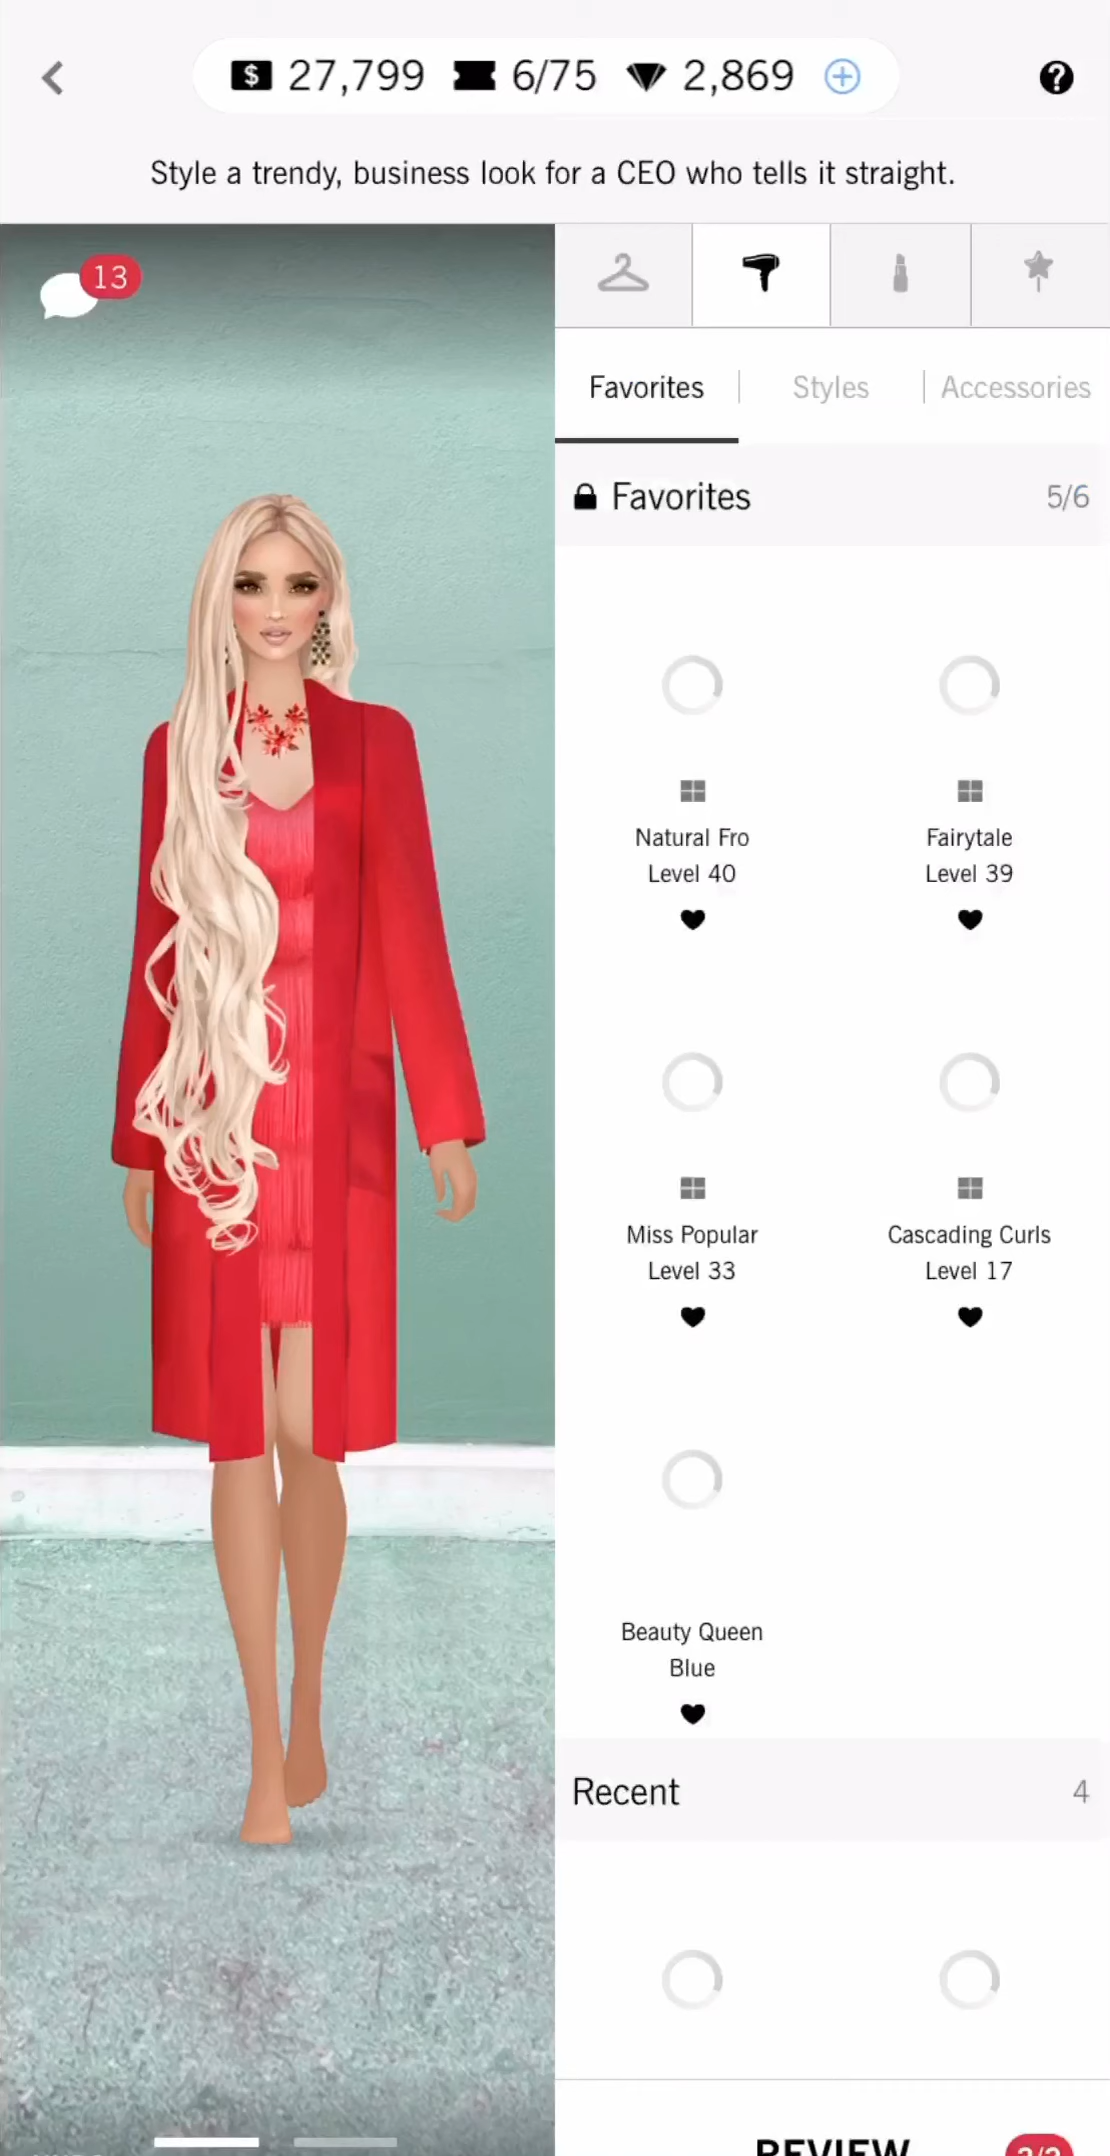 $ 27,799 6/75 2,869
Style a trendy, business look for a CEO who tells it straight.
13
Favorites Styles Accessories
Favorites 5/6
Natural Fro
Level 40
Fairytale
Level 39
Miss Popular
Level 33
Cascading Curls
Level 17
Beauty Queen
Blue
Recent 4
REVIEW